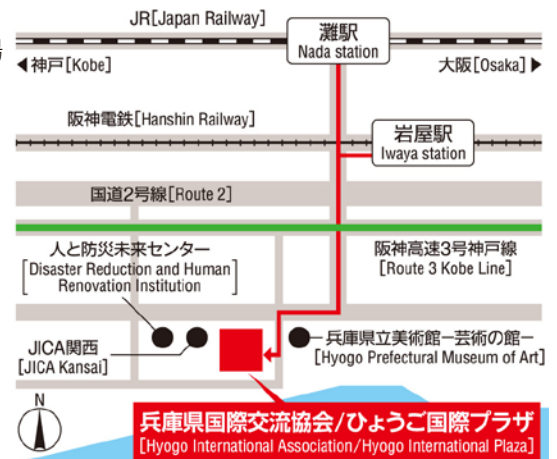 JR[Japan Railway]
灘駅
Nada station
◀神戸[Kobe]
大阪[Osaka]▶
阪神電鉄[Hanshin Railway]
岩屋駅
Iwaya station
国道2号線[Route 2]
人と防災未来センター
[Disaster Reduction and Human
Renovation Institution]
阪神高速3号神戸線
[Route 3 Kobe Line]
JICA関西
[JICA Kansai]
兵庫県立美術館ー芸術の館ー
[Hyogo Prefectural Museum of Art]
N
兵庫県国際交流協会/ひょうご国際プラザ
[Hyogo International Association/Hyogo International Plaza]